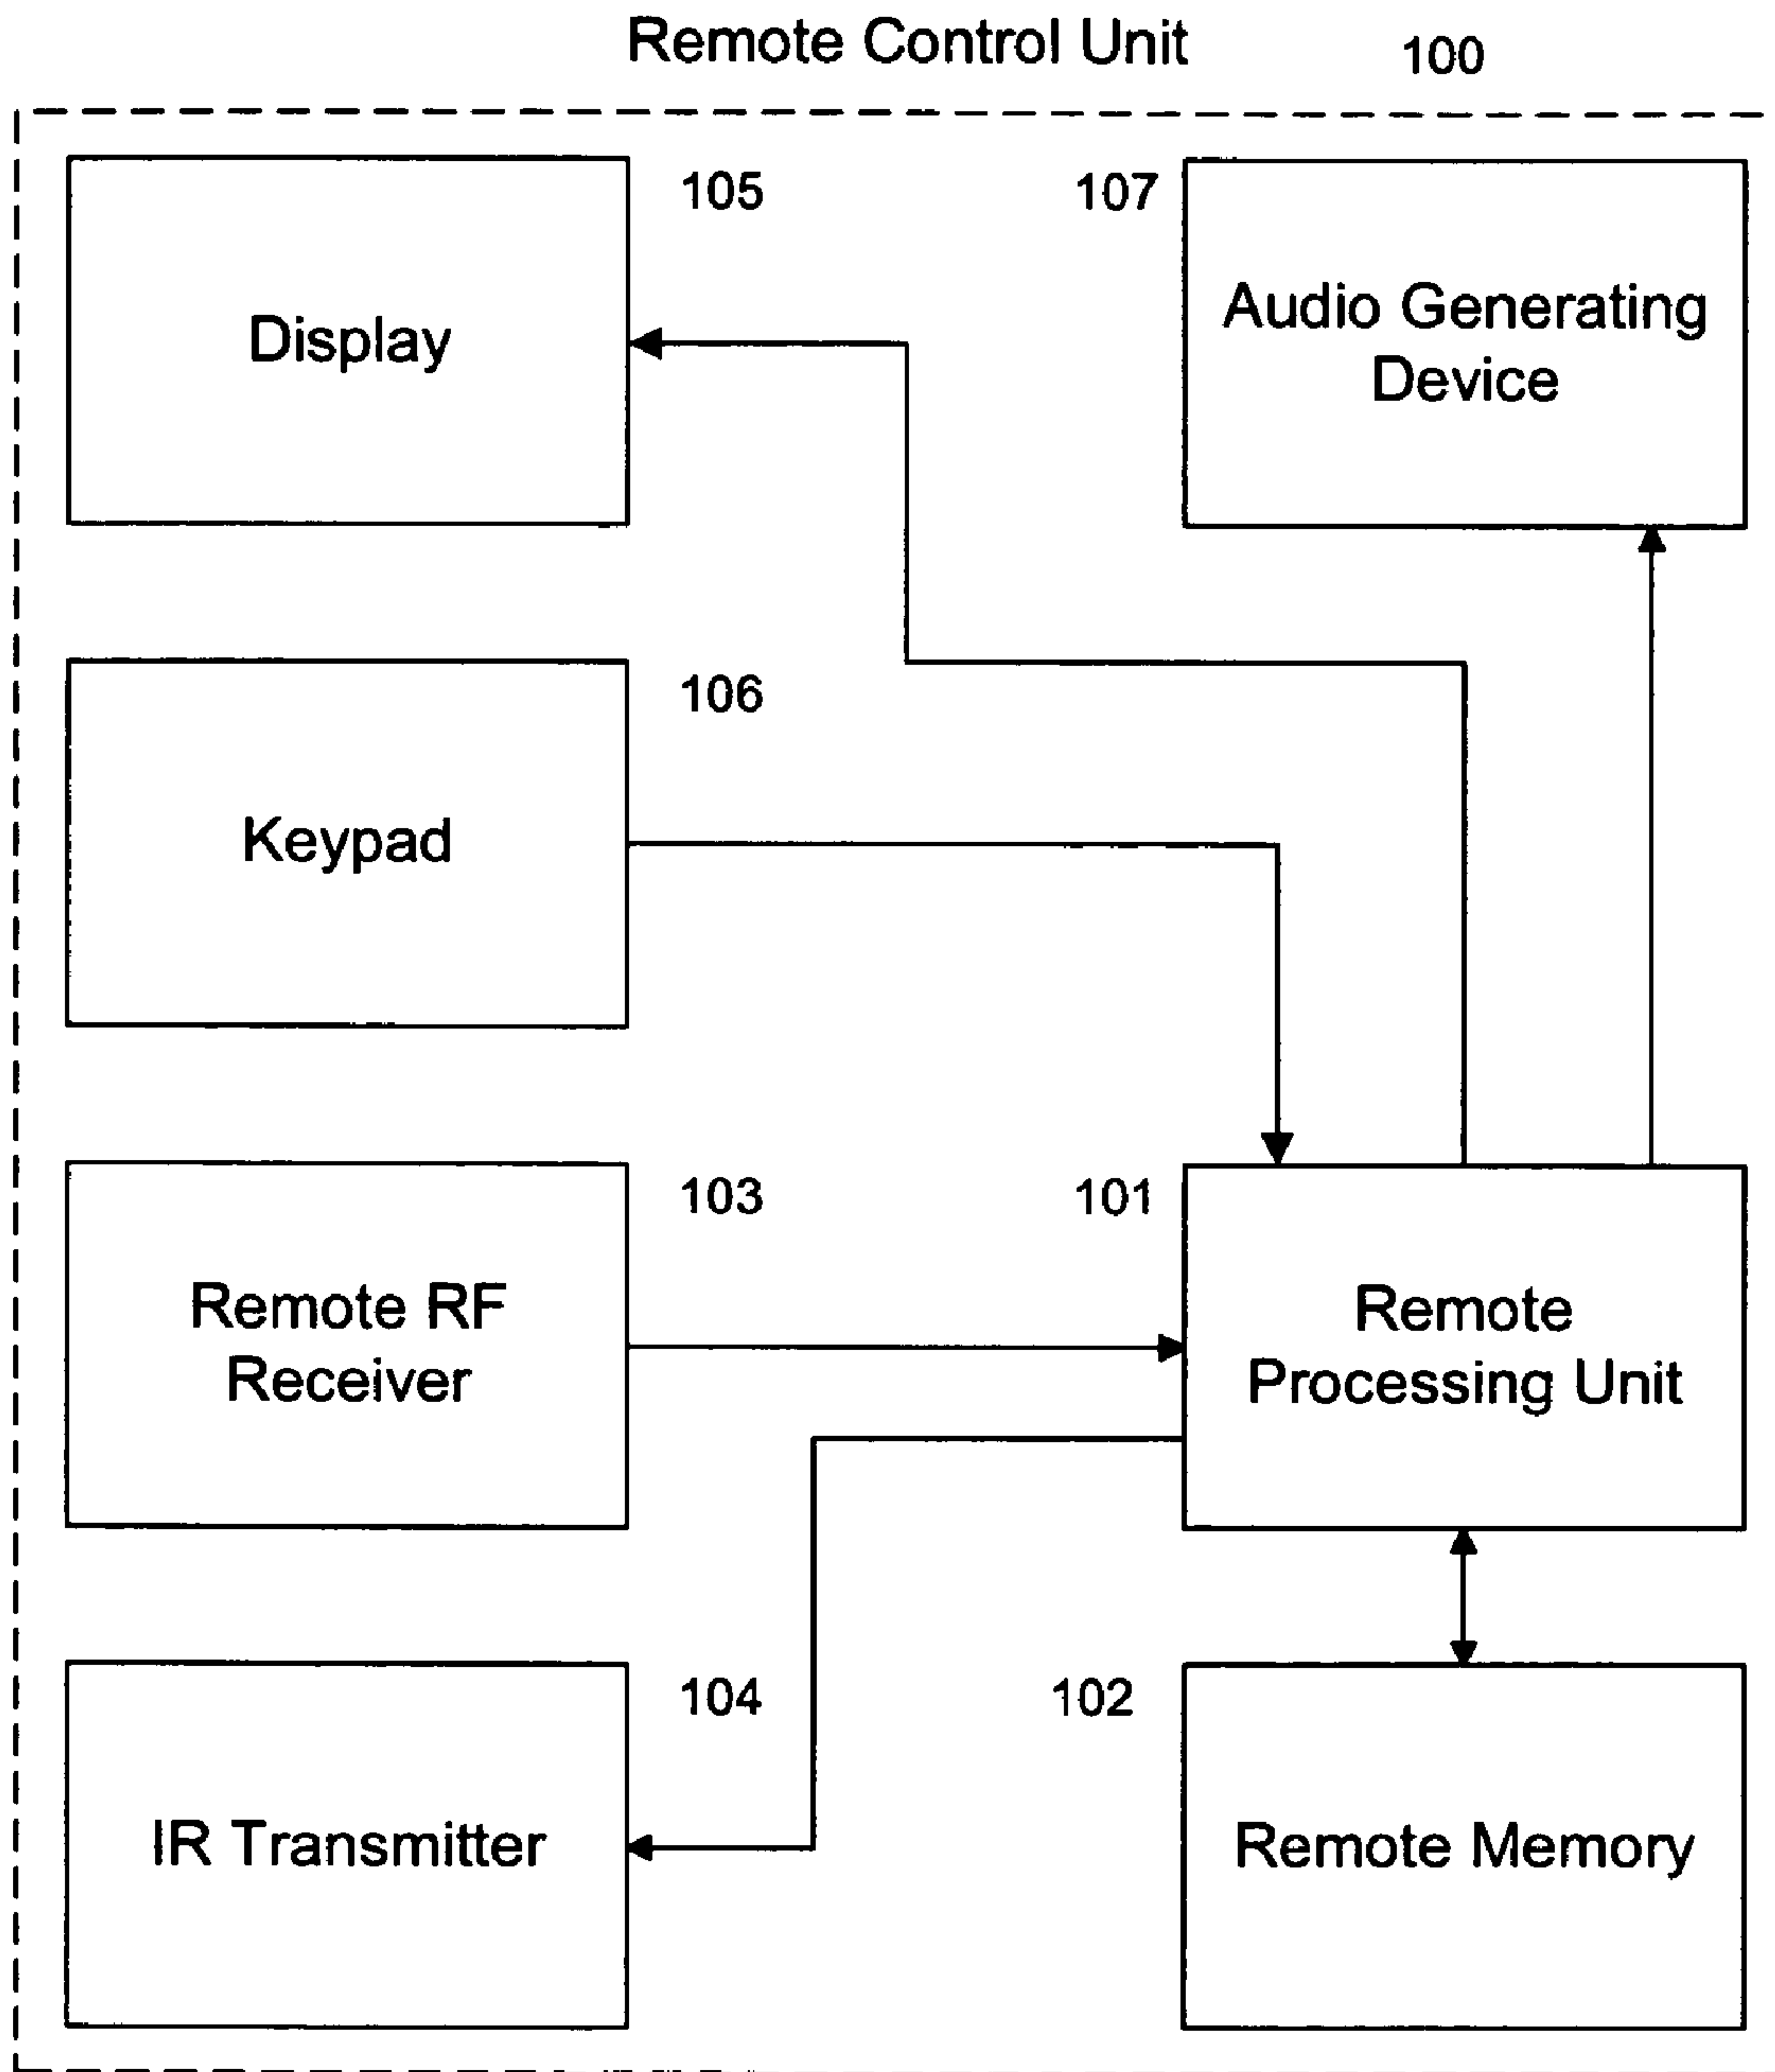 Remote Control Unit 100
105
Display
107
Audio Generating
Device
106
Keypad
103
Remote RF
Receiver
101
Remote
Processing Unit
104
IR Transmitter
102
Remote Memory